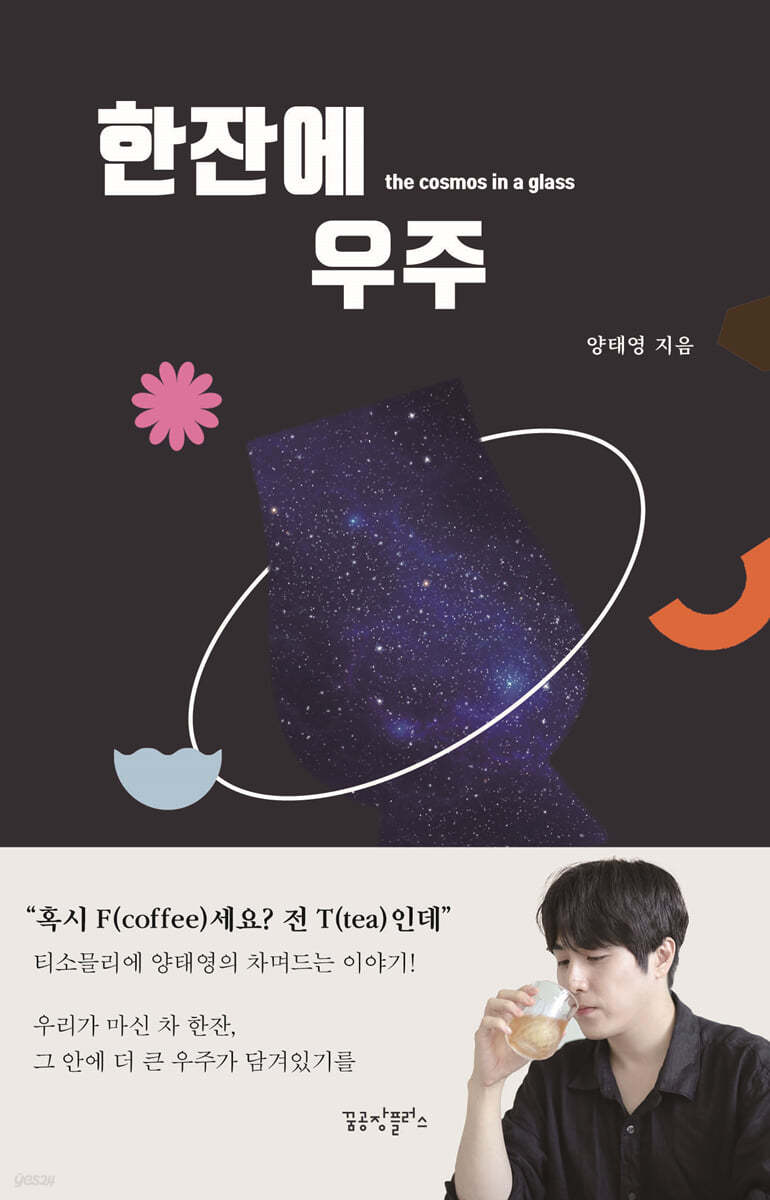 한잔에
the cosmos in a glass
우주
양태영 지음
“혹시 F(coffee)세요? 전 T(tea)인데”
티소믈리에 양태영의 차며드는 이야기!
우리가 마신 차 한잔,
그 안에 더 큰 우주가 담겨있기를
꿈공장플러스
yes24